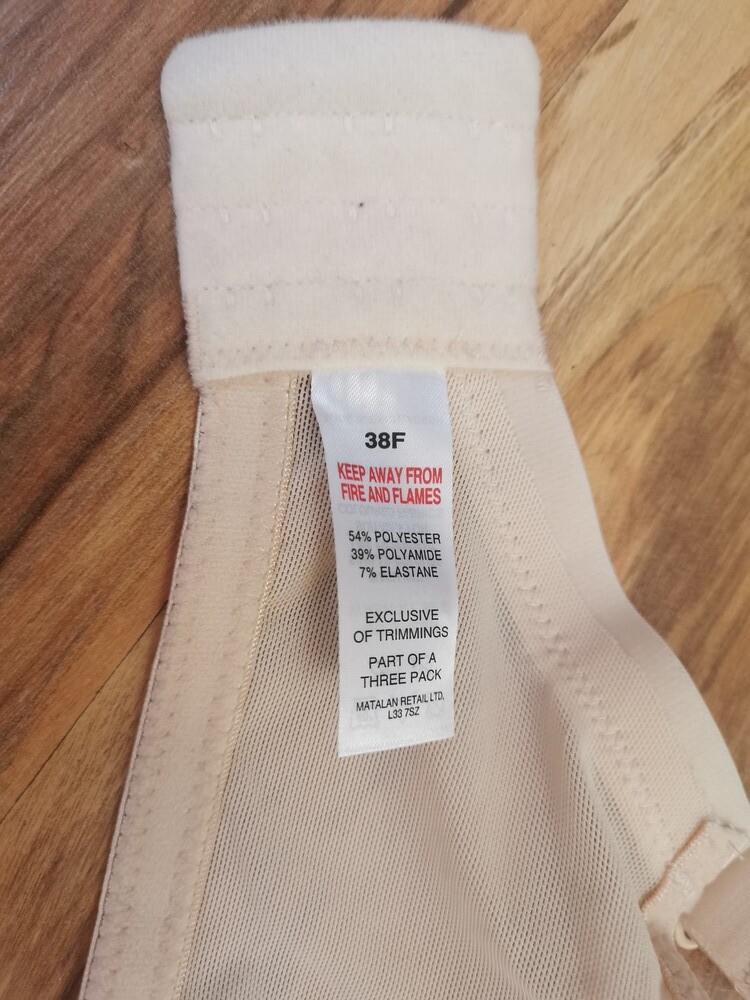 38F
KEEP AWAY FROM
FIRE AND FLAMES
54% POLYESTER
39% POLYAMIDE
7% ELASTANE
EXCLUSIVE
OF TRIMMINGS
PART OF A
THREE PACK
MATALAN RETAIL LTD,
L33 7SZ